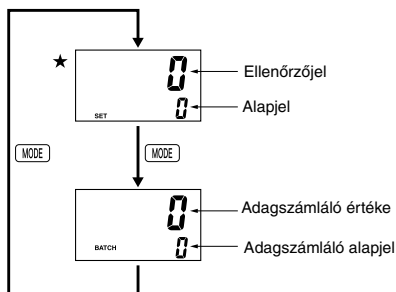 ★
0
Ellenőrzőjel
0
Alapjel
SET
MODE
MODE
0
Adagszámláló értéke
BATCH
0
Adagszámláló alapjel